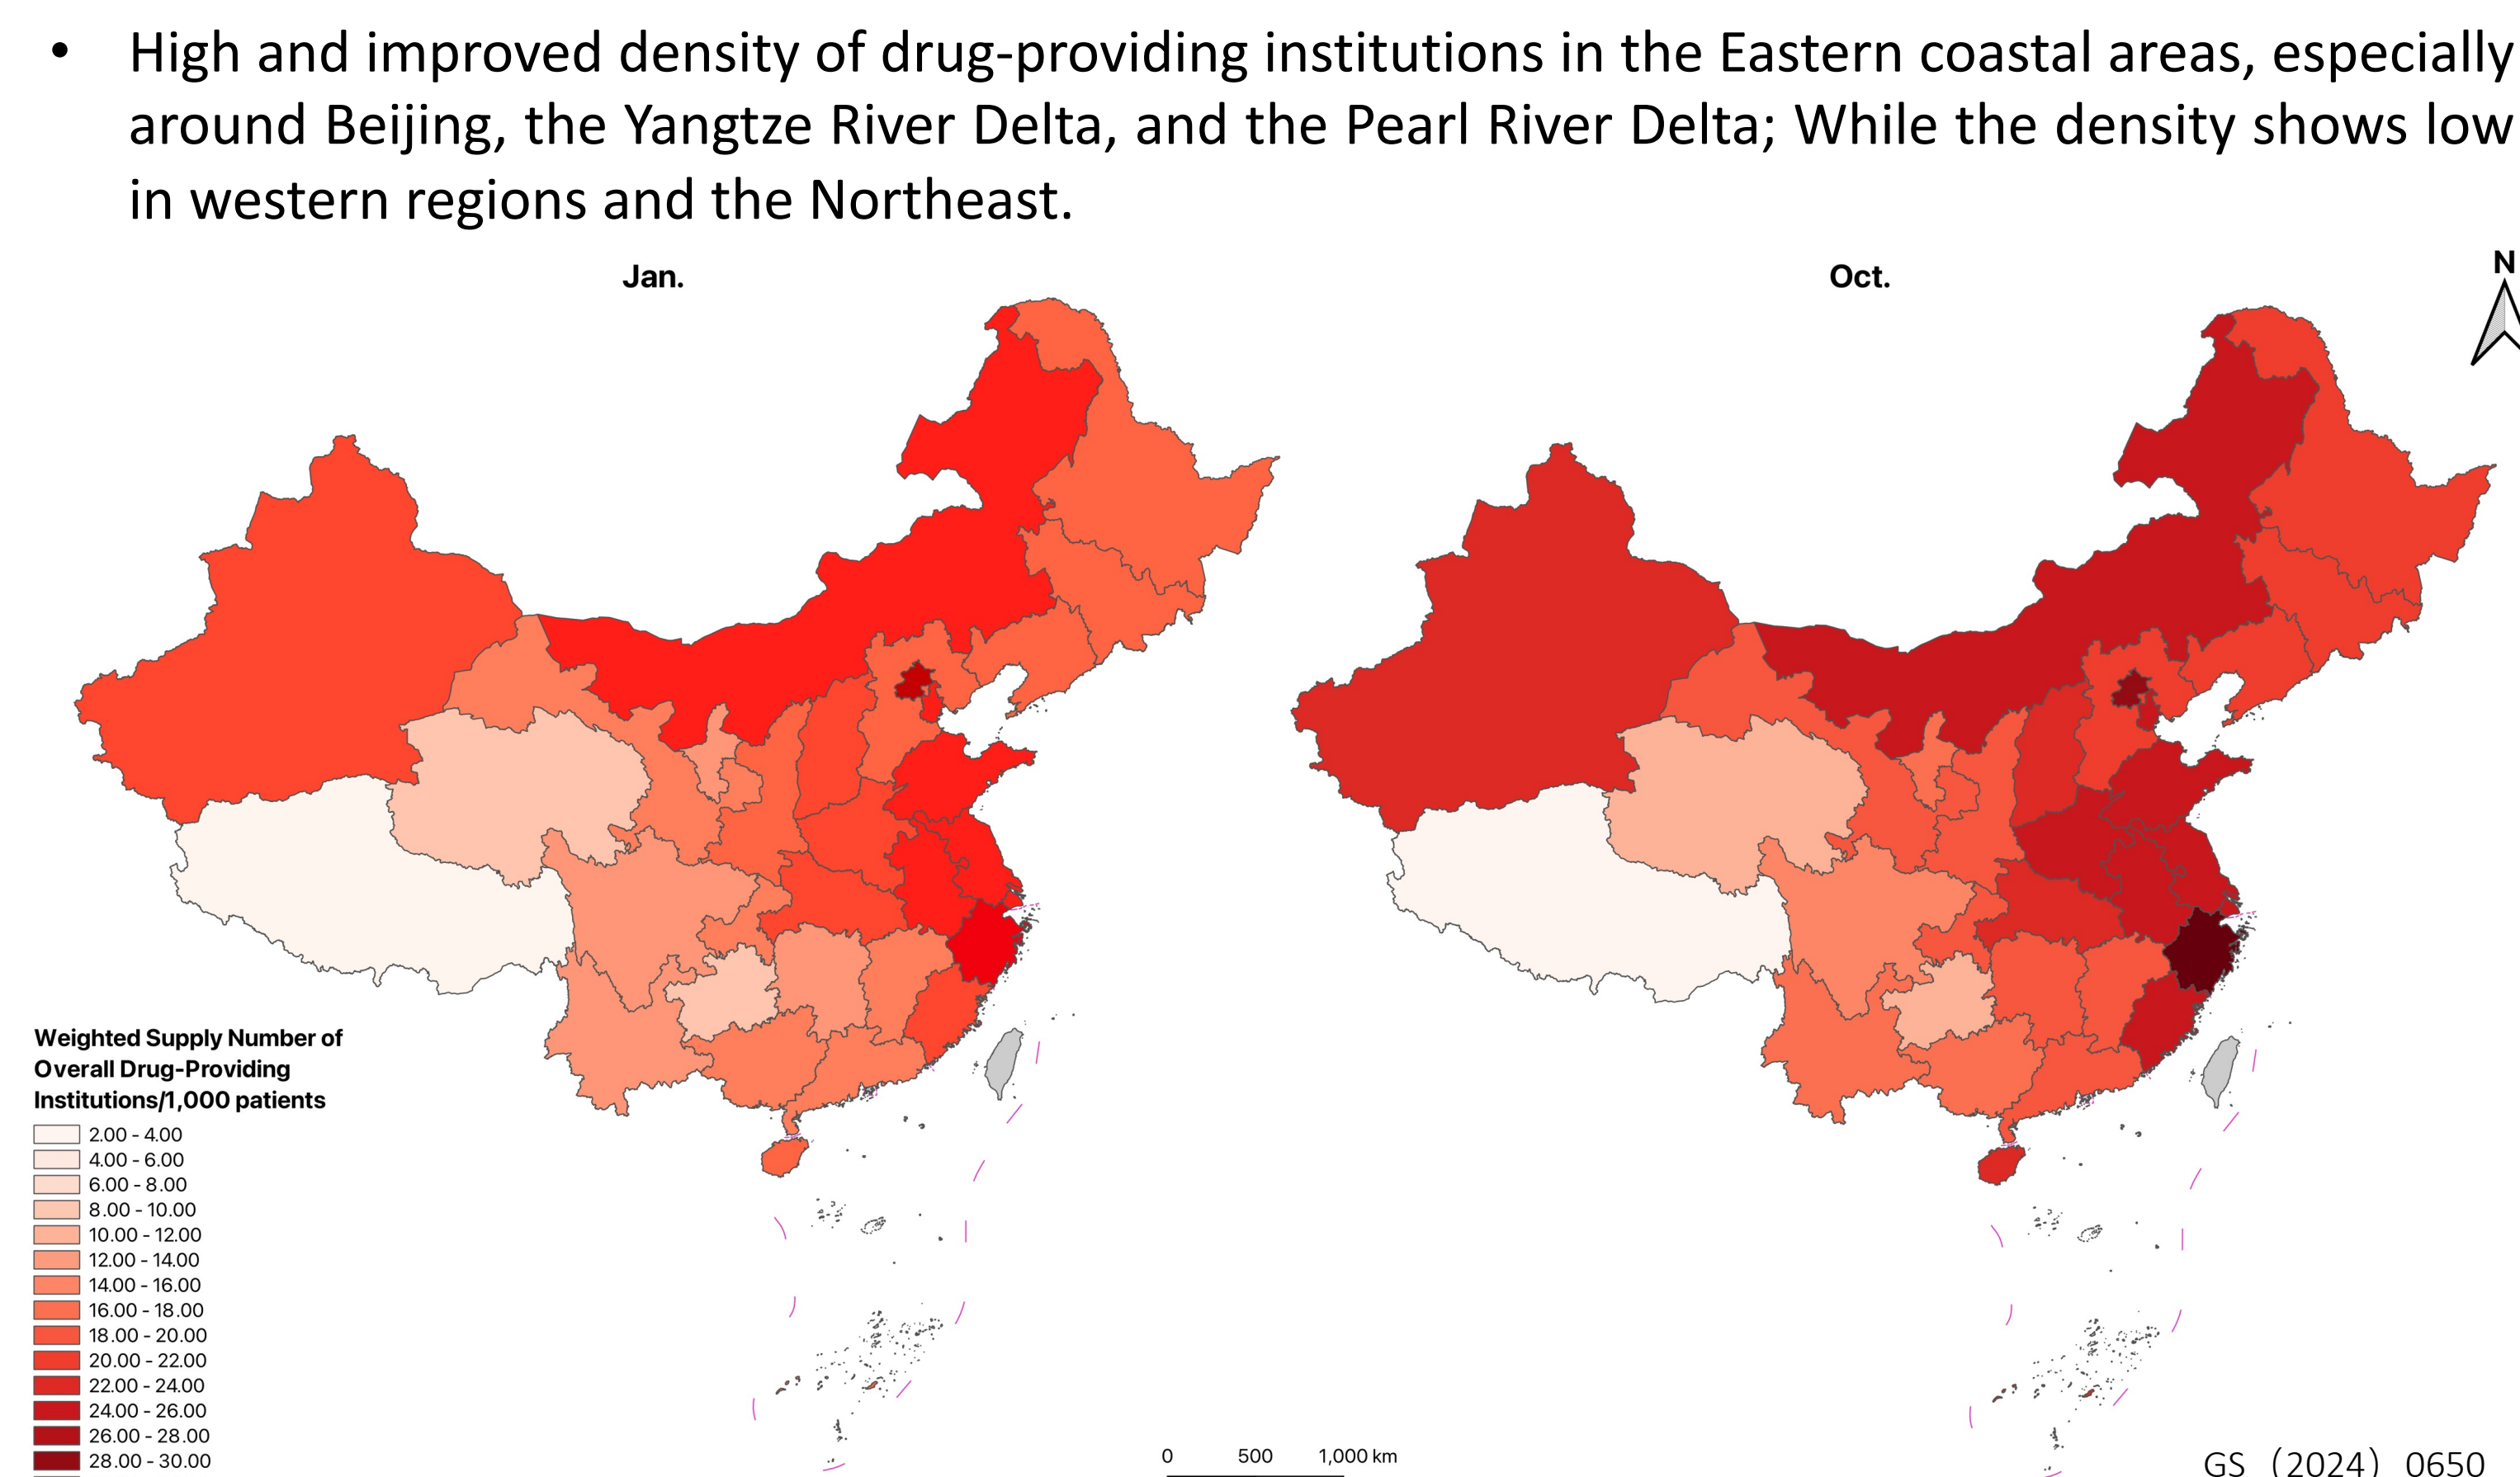 • High and improved density of drug-providing institutions in the Eastern coastal areas, especially
around Beijing, the Yangtze River Delta, and the Pearl River Delta; While the density shows low
in western regions and the Northeast.
Jan.
Oct.
N
Weighted Supply Number of
Overall Drug-Providing
Institutions/1,000 patients
2.00 - 4.00
4.00 - 6.00
6.00 - 8.00
8.00 - 10.00
10.00 - 12.00
12.00 - 14.00
14.00 - 16.00
16.00 - 18.00
18.00 - 20.00
20.00 - 22.00
22.00 - 24.00
24.00 - 26.00
26.00 - 28.00
28.00 - 30.00
0 500 1,000 km
GS（2024）0650